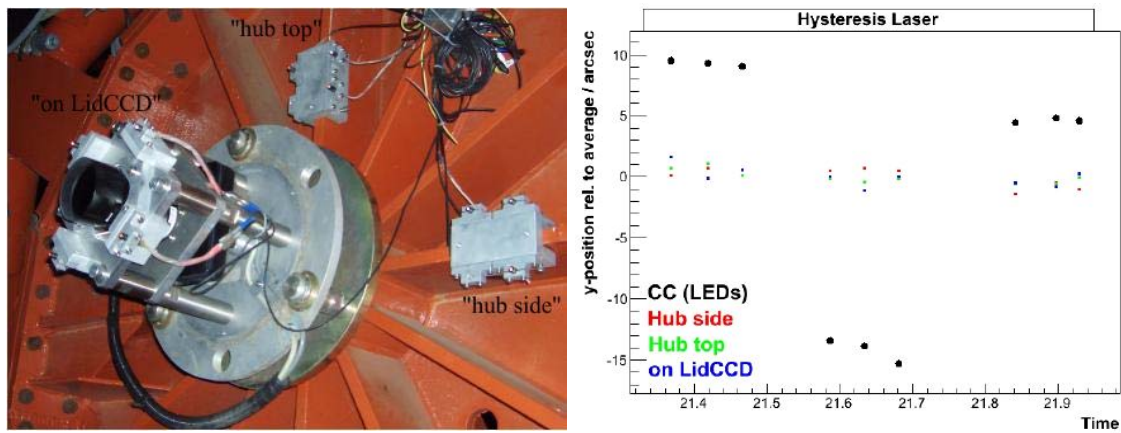 "hub top"
"on LidCCD"
"hub side"
Hysteresis Laser
y-position rel. to average / arcsec
10
5
0
-5
-10
-15
CC (LEDs)
Hub side
Hub top
on LidCCD
21.4 21.5 21.6 21.7 21.8 21.9
Time